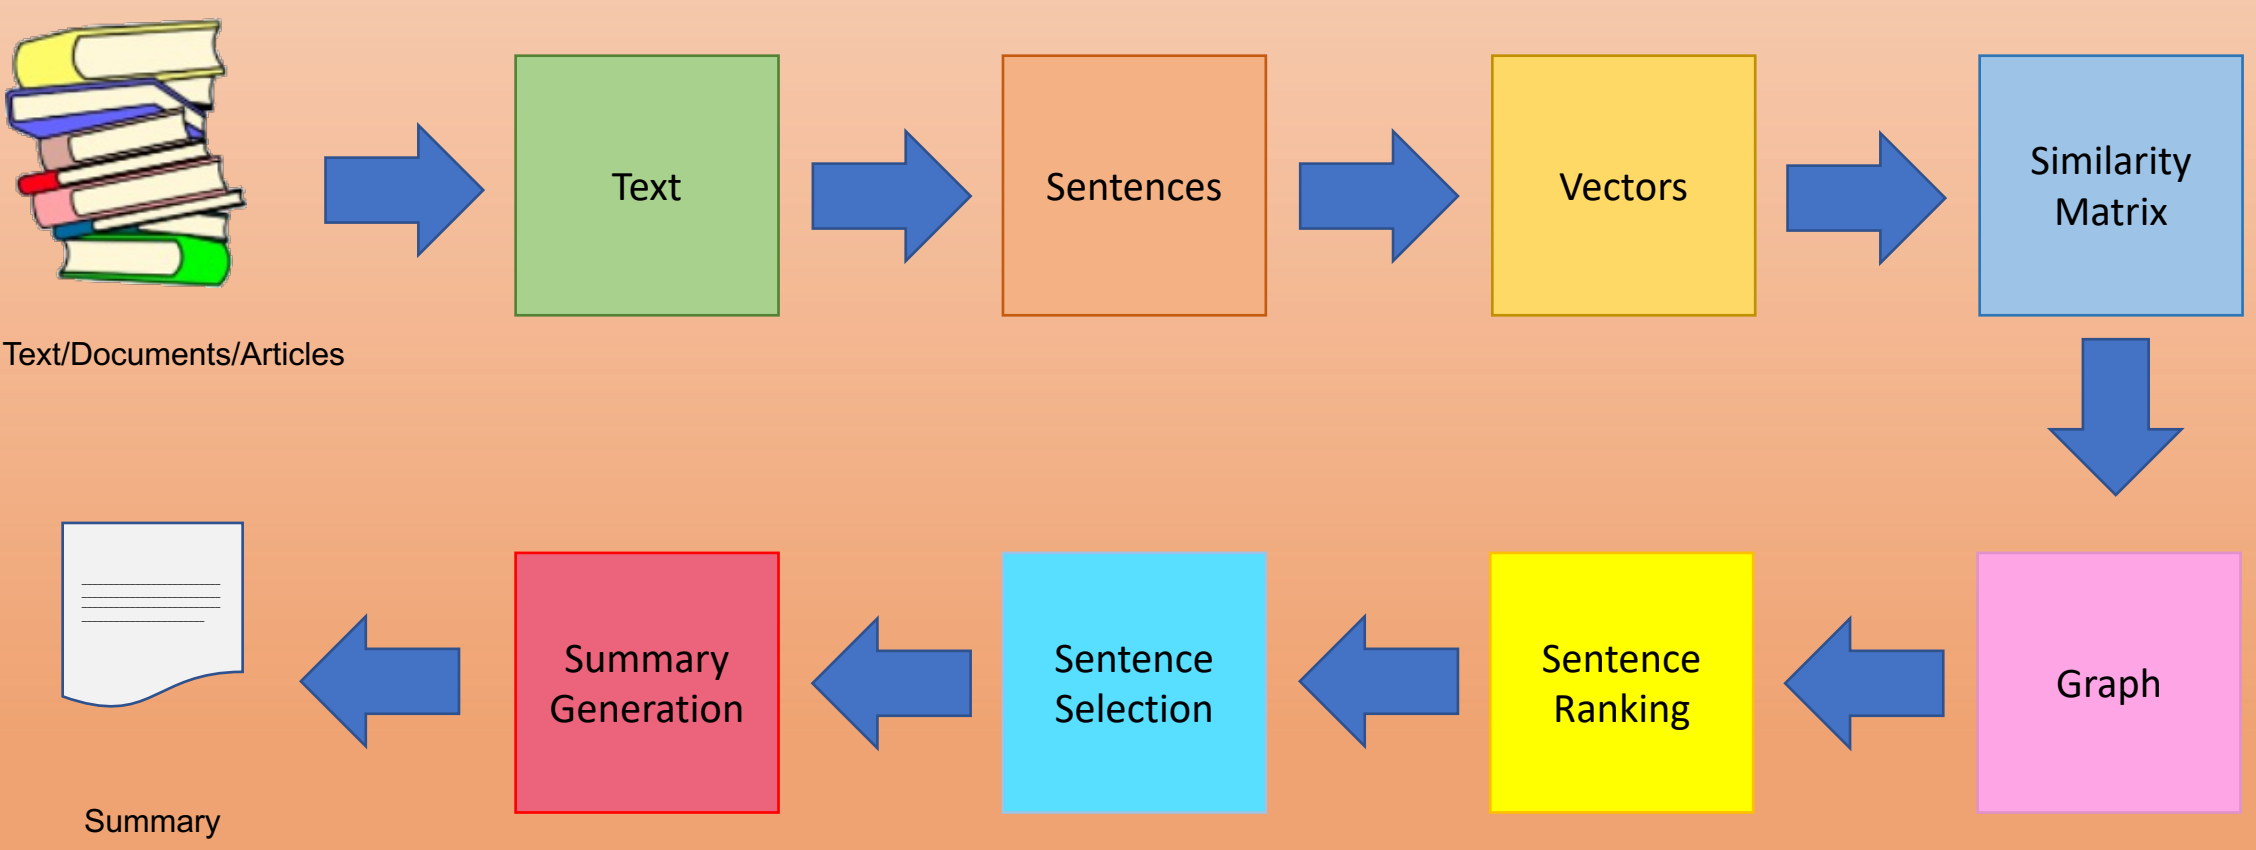 Text
Sentences
Vectors
Similarity
Matrix
Text/Documents/Articles
Graph
Sentence
Ranking
Sentence
Selection
Summary
Generation
Summary